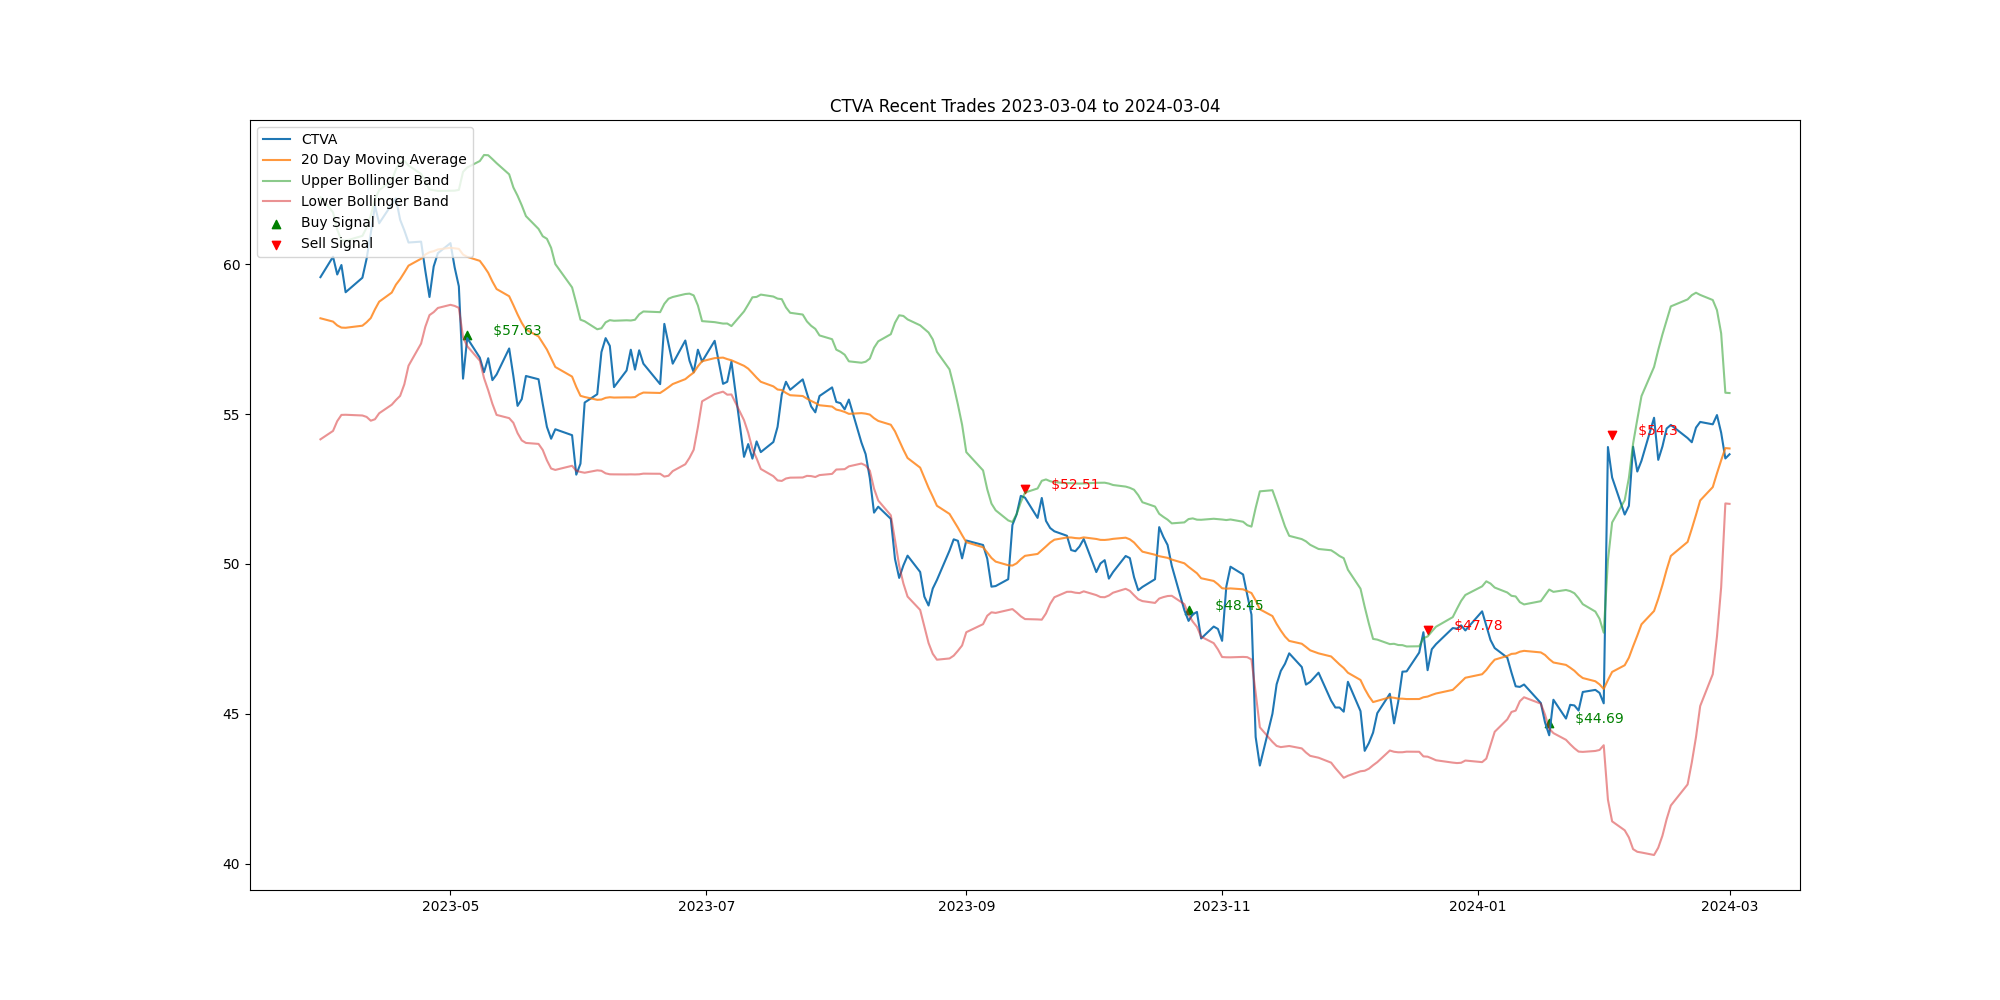 CTVA Recent Trades 2023-03-04 to 2024-03-04
CTVA
20 Day Moving Average
Upper Bollinger Band
Lower Bollinger Band
Buy Signal
Sell Signal
60
55
50
45
40
$57.63
$52.51
$48.45
$47.78
$44.69
$54.3
2023-05
2023-07
2023-09
2023-11
2024-01
2024-03